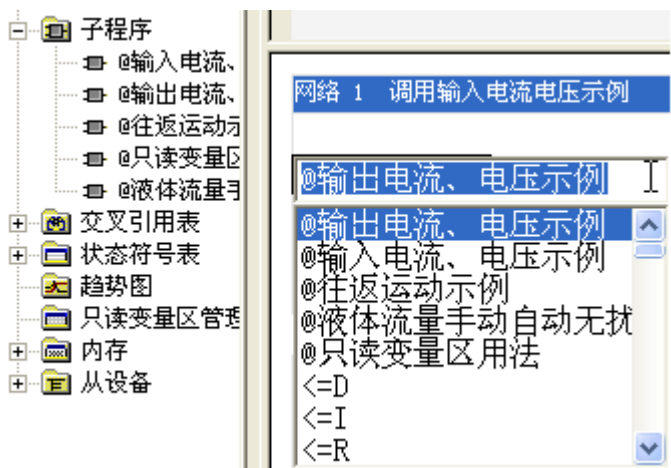 子程序
@输入电流、
@输出电流、
@往返运动示
@只读变量区
@液体流量手
交叉引用表
状态符号表
趋势图
只读变量区管理
内存
从设备
网络 1 调用输入电流电压示例
@输出电流、电压示例
@输出电流、电压示例
@输入电流、电压示例
@往返运动示例
@液体流量手动自动无扰
@只读变量区用法
<=D
<=I
<=R